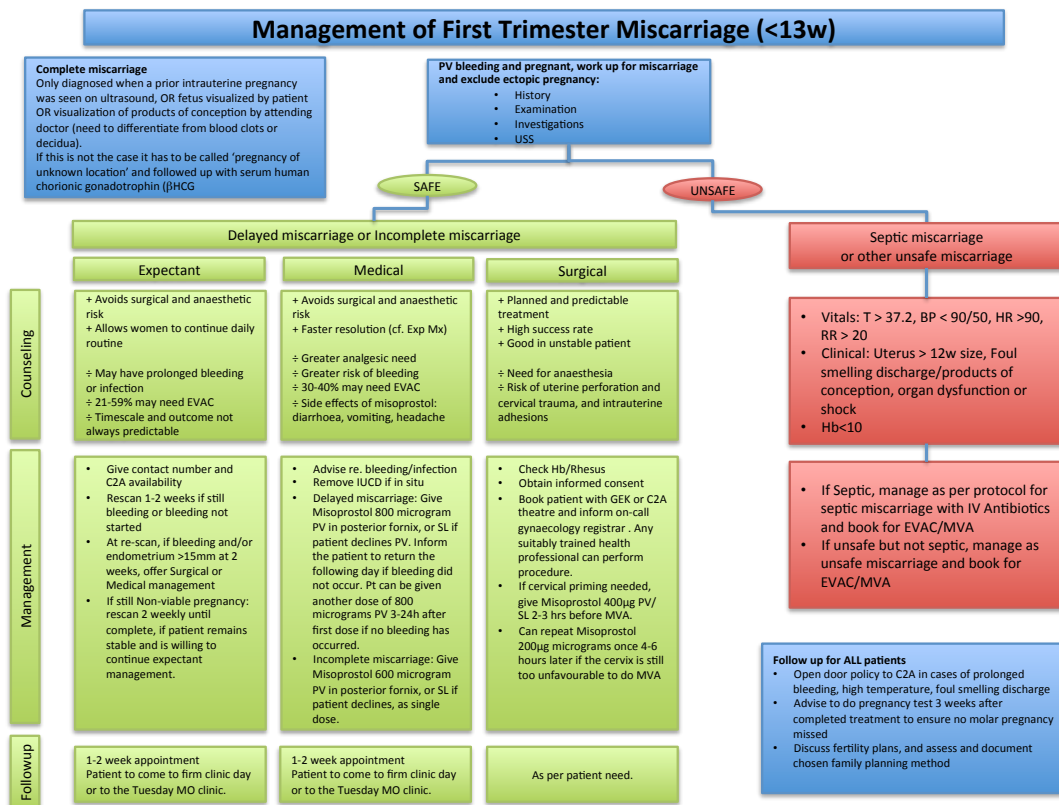 Management of First Trimester Miscarriage (<13w)
Complete miscarriage
Only diagnosed when a prior intrauterine pregnancy
was seen on ultrasound, OR fetus visualized by patient
OR visualization of products of conception by attending
doctor (need to differentiate from blood clots or
decidua).
If this is not the case it has to be called 'pregnancy of
unknown location' and followed up with serum human
chorionic gonadotrophin (βHCG
PV bleeding and pregnant, work up for miscarriage
and exclude ectopic pregnancy:
• History
• Examination
• Investigations
• USS
SAFE
UNSAFE
Delayed miscarriage or Incomplete miscarriage
Septic miscarriage
or other unsafe miscarriage
Expectant
Medical
Surgical
Counseling
+ Avoids surgical and anaesthetic
risk
+ Allows women to continue daily
routine
÷ May have prolonged bleeding
or infection
÷ 21-59% may need EVAC
÷ Timescale and outcome not
always predictable
+ Avoids surgical and anaesthetic
risk
+ Faster resolution (cf. Exp Mx)
÷ Greater analgesic need
÷ Greater risk of bleeding
÷ 30-40% may need EVAC
÷ Side effects of misoprostol:
diarrhoea, vomiting, headache
+ Planned and predictable
treatment
+ High success rate
+ Good in unstable patient
÷ Need for anaesthesia
÷ Risk of uterine perforation and
cervical trauma, and intrauterine
adhesions
• Vitals: T > 37.2, BP < 90/50, HR >90,
RR > 20
• Clinical: Uterus > 12w size, Foul
smelling discharge/products of
conception, organ dysfunction or
shock
• Hb<10
Management
• Give contact number and
C2A availability
• Rescan 1-2 weeks if still
bleeding or bleeding not
started
• At re-scan, if bleeding and/or
endometrium >15mm at 2
weeks, offer Surgical or
Medical management
• If still Non-viable pregnancy:
rescan 2 weekly until
complete, if patient remains
stable and is willing to
continue expectant
management.
• Advise re. bleeding/infection
• Remove IUCD if in situ
• Delayed miscarriage: Give
Misoprostol 800 microgram
PV in posterior fornix, or SL if
patient declines PV. Inform
the patient to return the
following day if bleeding did
not occur. Pt can be given
another dose of 800
micrograms PV 3-24h after
first dose if no bleeding has
occurred.
• Incomplete miscarriage: Give
Misoprostol 600 microgram
PV in posterior fornix, or SL if
patient declines, as single
dose.
• Check Hb/Rhesus
• Obtain informed consent
• Book patient with GEK or C2A
theatre and inform on-call
gynaecology registrar . Any
suitably trained health
professional can perform
procedure.
• If cervical priming needed,
give Misoprostol 400μg PV/
SL 2-3 hrs before MVA.
• Can repeat Misoprostol
200μg micrograms once 4-6
hours later if the cervix is still
too unfavourable to do MVA
• If Septic, manage as per protocol for
septic miscarriage with IV Antibiotics
and book for EVAC/MVA
• If unsafe but not septic, manage as
unsafe miscarriage and book for
EVAC/MVA
Followup
1-2 week appointment
Patient to come to firm clinic day
or to the Tuesday MO clinic.
1-2 week appointment
Patient to come to firm clinic day
or to the Tuesday MO clinic.
As per patient need.
Follow up for ALL patients
• Open door policy to C2A in cases of prolonged
bleeding, high temperature, foul smelling discharge
• Advise to do pregnancy test 3 weeks after
completed treatment to ensure no molar pregnancy
missed
• Discuss fertility plans, and assess and document
chosen family planning method